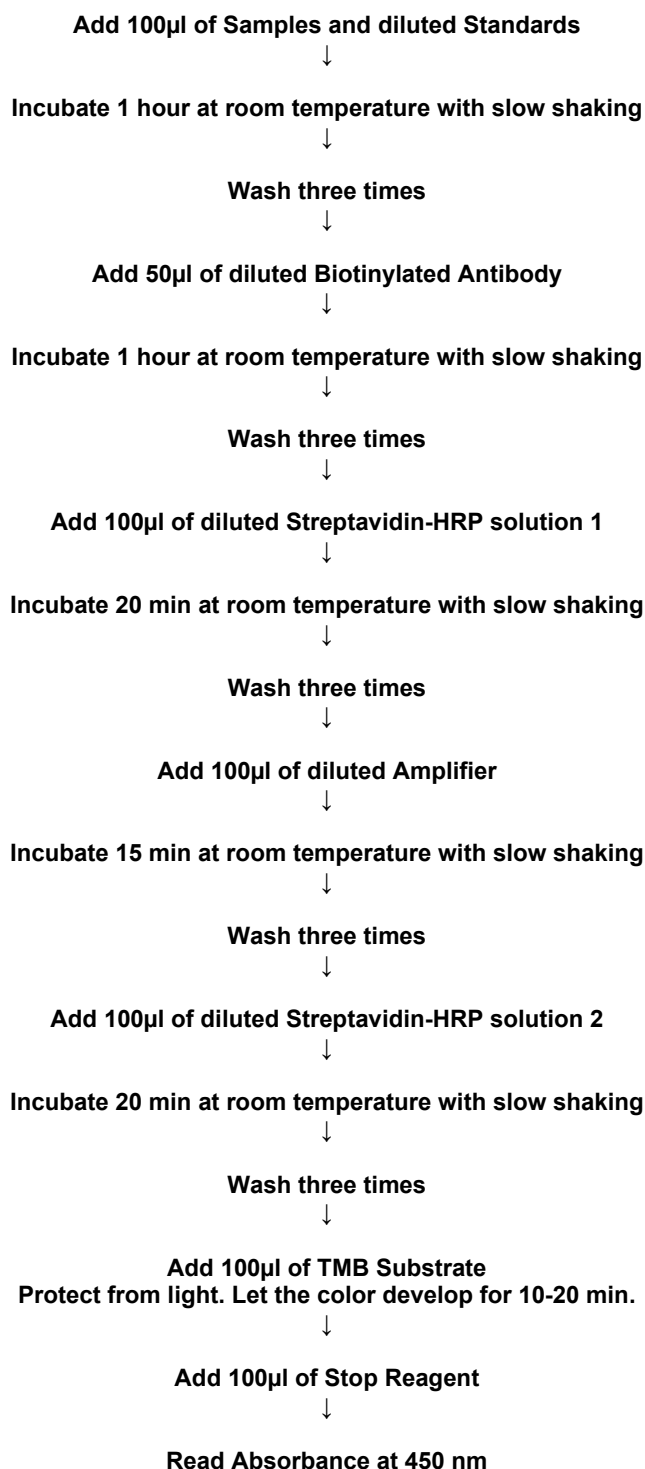 Add 100µl of Samples and diluted Standards
↓
Incubate 1 hour at room temperature with slow shaking
↓
Wash three times
↓
Add 50µl of diluted Biotinylated Antibody
↓
Incubate 1 hour at room temperature with slow shaking
↓
Wash three times
↓
Add 100µl of diluted Streptavidin-HRP solution 1
↓
Incubate 20 min at room temperature with slow shaking
↓
Wash three times
↓
Add 100µl of diluted Amplifier
↓
Incubate 15 min at room temperature with slow shaking
↓
Wash three times
↓
Add 100µl of diluted Streptavidin-HRP solution 2
↓
Incubate 20 min at room temperature with slow shaking
↓
Wash three times
↓
Add 100µl of TMB Substrate
Protect from light. Let the color develop for 10-20 min.
↓
Add 100µl of Stop Reagent
↓
Read Absorbance at 450 nm